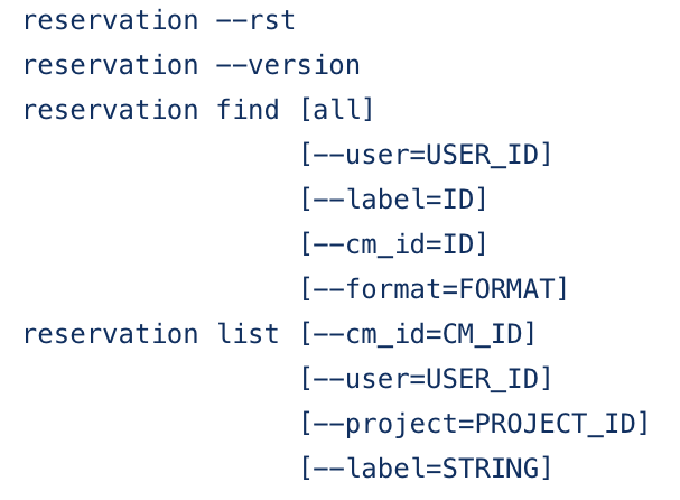 reservation --rst
reservation --version
reservation find [all]
[--user=USER_ID]
[--label=ID]
[--cm_id=ID]
[--format=FORMAT]
reservation list [--cm_id=CM_ID]
[--user=USER_ID]
[--project=PROJECT_ID]
[--label=STRING]